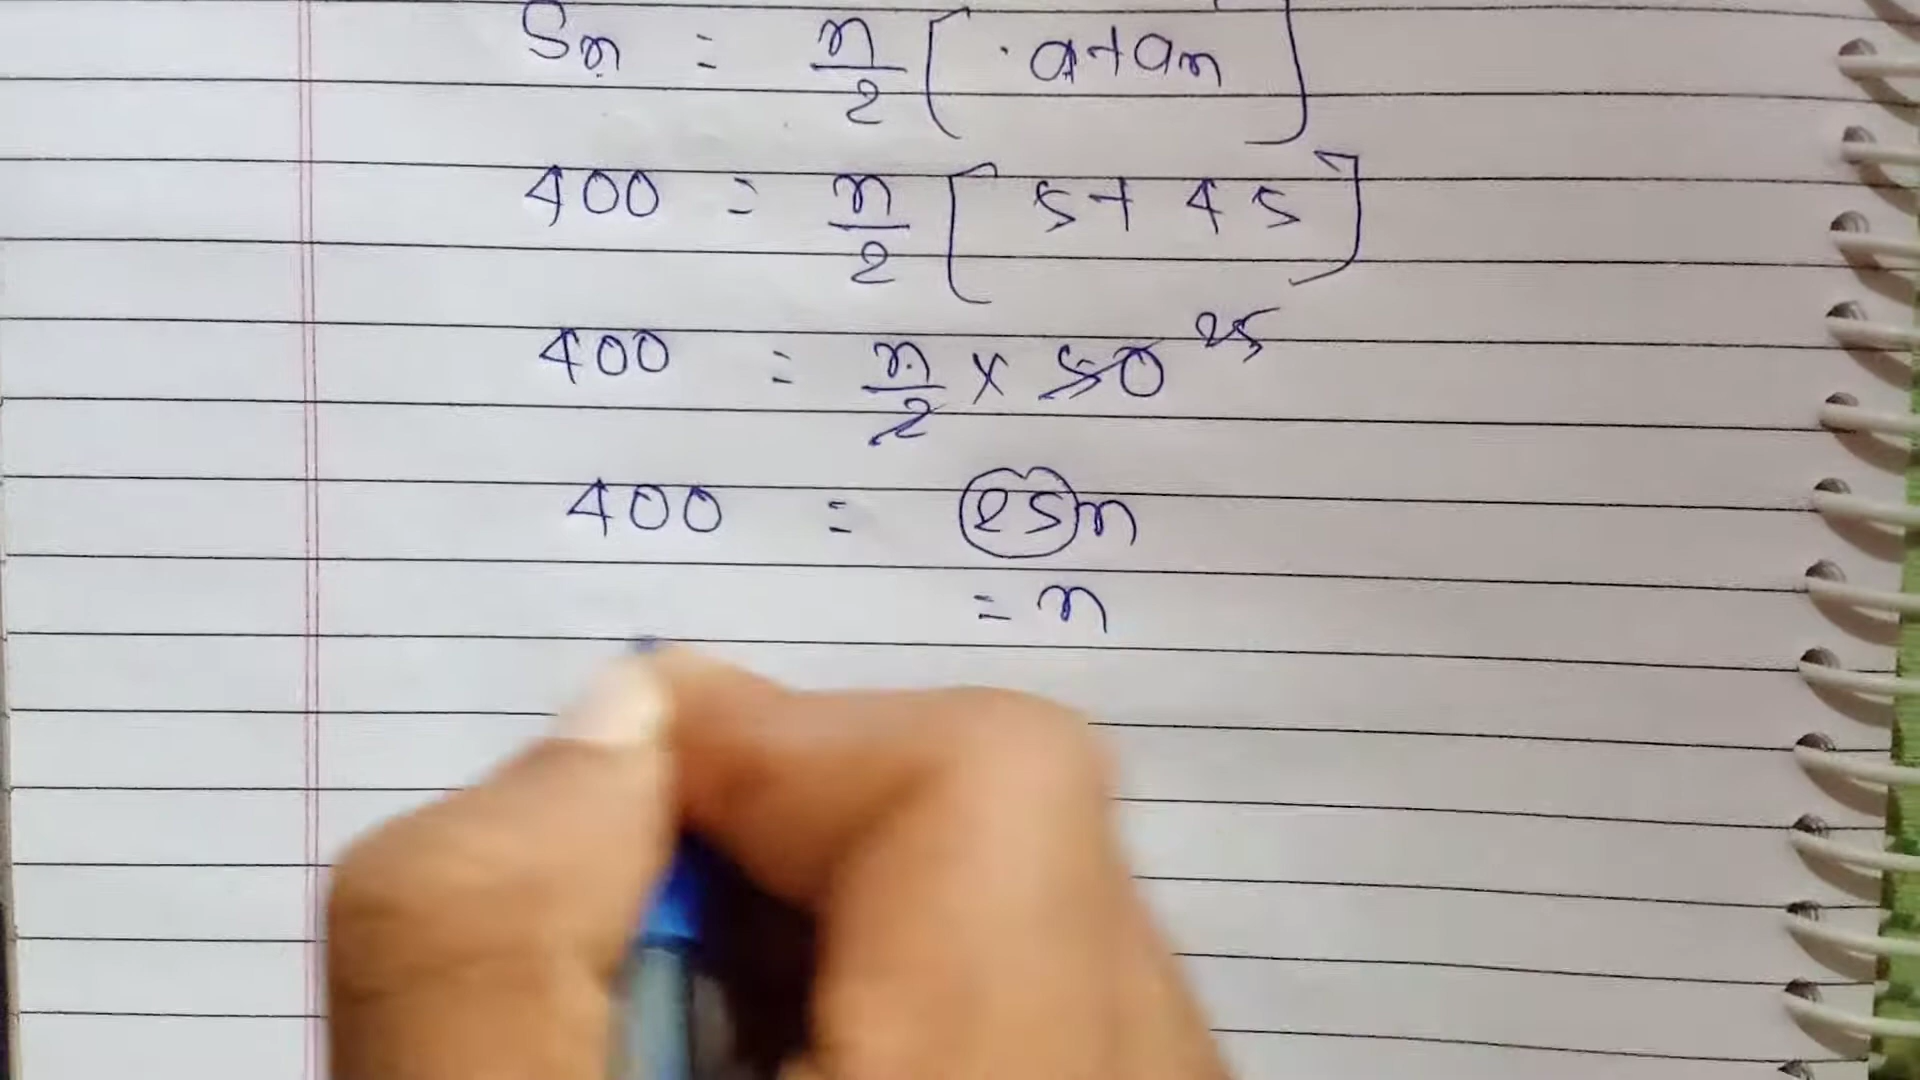 Sn = n/2 [ a+an ]
400 = n/2 [ 5+ 45 ]
400 = n/2 × 50 25
400 = 25n
= n